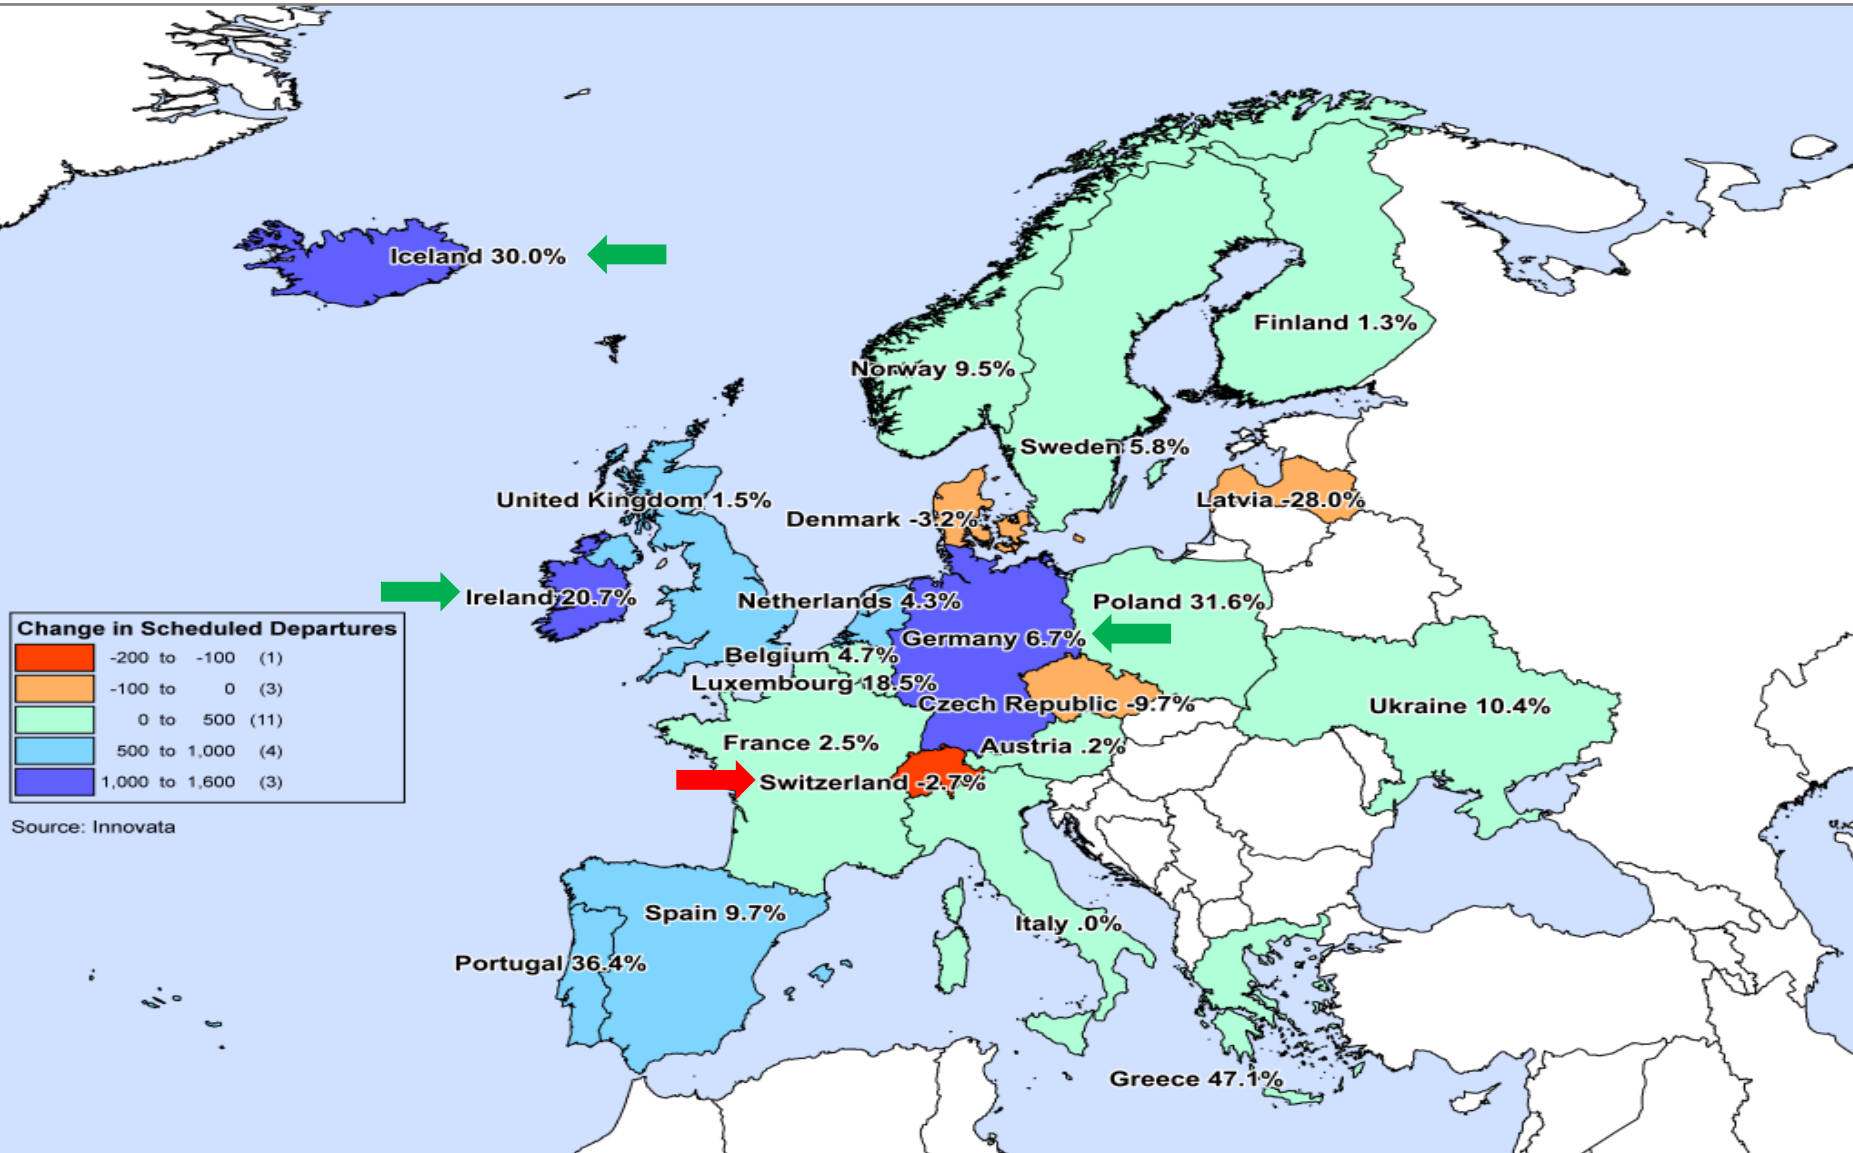 Iceland 30.0%
Finland 1.3%
Norway 9.5%
Sweden 5.8%
United Kingdom 1.5%
Latvia -28.0%
Denmark -3.2%
Ireland 20.7%
Netherlands 4.3%
Poland 31.6%
Germany 6.7%
Belgium 4.7%
Luxembourg 18.5%
Czech Republic -9.7%
Ukraine 10.4%
France 2.5%
Austria .2%
Switzerland -2.7%
Spain 9.7%
Italy .0%
Portugal 36.4%
Greece 47.1%
Change in Scheduled Departures
-200 to -100 (1)
-100 to 0 (3)
0 to 500 (11)
500 to 1,000 (4)
1,000 to 1,600 (3)
Source: Innovata